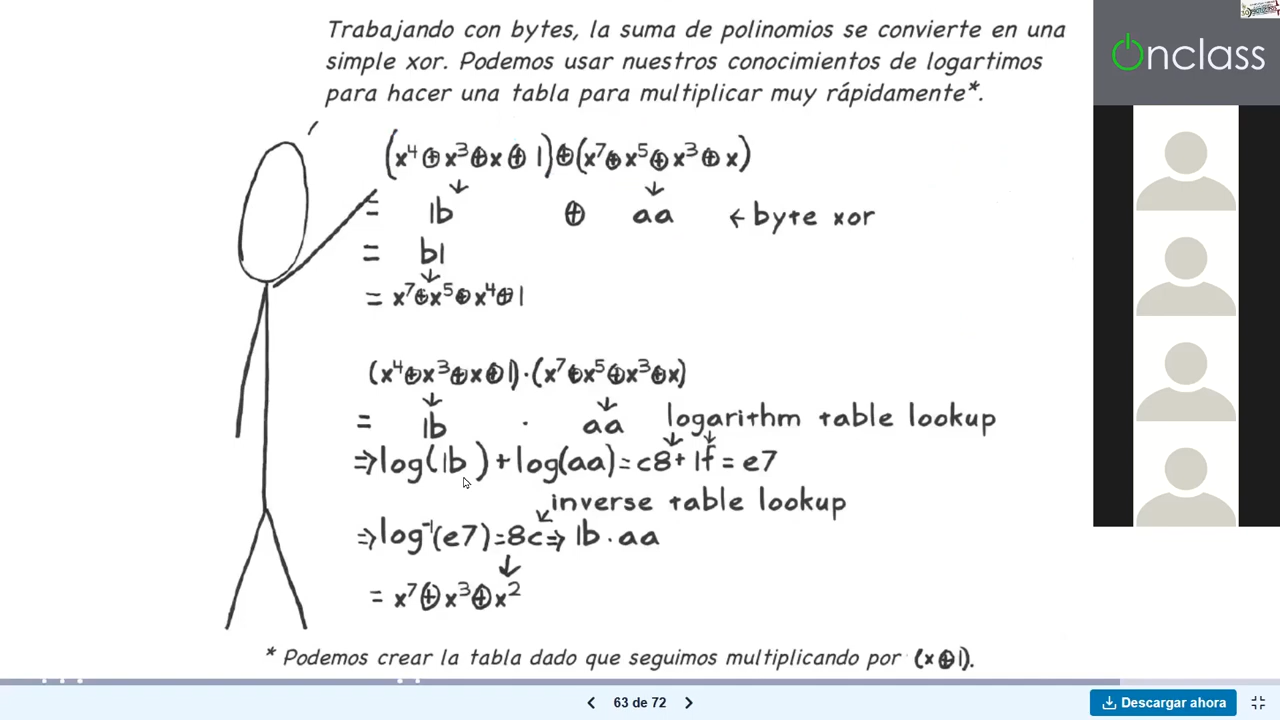 Trabajando con bytes, la suma de polinomios se convierte en una
simple xor. Podemos usar nuestros conocimientos de logartimos
para hacer una tabla para multiplicar muy rápidamente*.
Onclass
(x⁴⊕x³⊕x⊕1)⊕(x⁷⊕x⁵⊕x³⊕x)
= 1b ⊕ aa ← byte xor
= b1
= x⁷⊕x⁵⊕x⁴⊕1
(x⁴⊕x³⊕x⊕1)·(x⁷⊕x⁵⊕x³⊕x)
= 1b · aa logarithm table lookup
⇒log(1b)+log(aa)=c8+1f=e7
inverse table lookup
⇒log⁻¹(e7)=8c⇒ 1b·aa
= x⁷⊕x³⊕x²
* Podemos crear la tabla dado que seguimos multiplicando por (x⊕1).
63 de 72
Descargar ahora